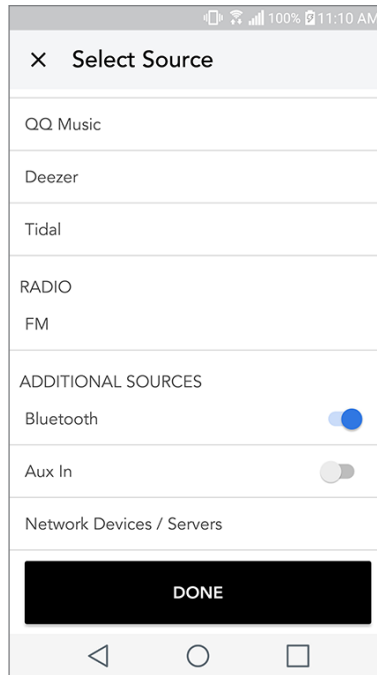 100% 11:10 AM
× Select Source
QQ Music
Deezer
Tidal
RADIO
FM
ADDITIONAL SOURCES
Bluetooth
Aux In
Network Devices / Servers
DONE